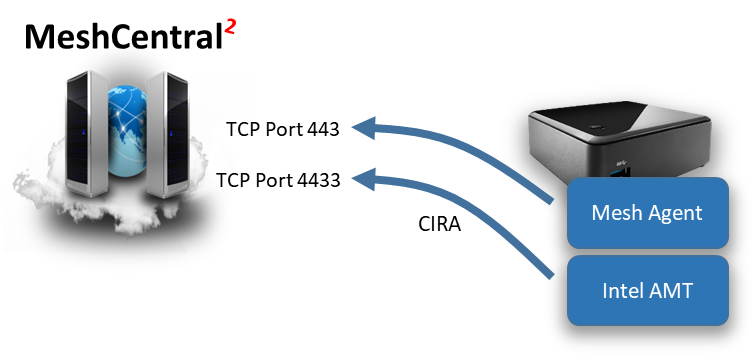 MeshCentral2
TCP Port 443
TCP Port 4433
CIRA
Mesh Agent
Intel AMT